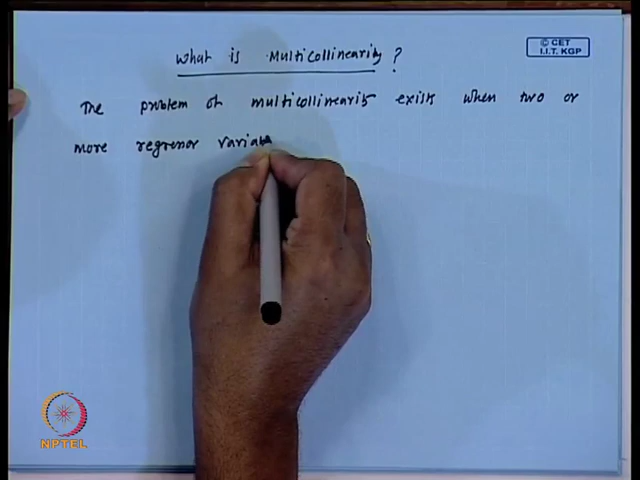 What is Multicollinearity ?
© CET
I.I.T. KGP
The problem of multicollinearity exists when two or
more regressor variab
NPTEL